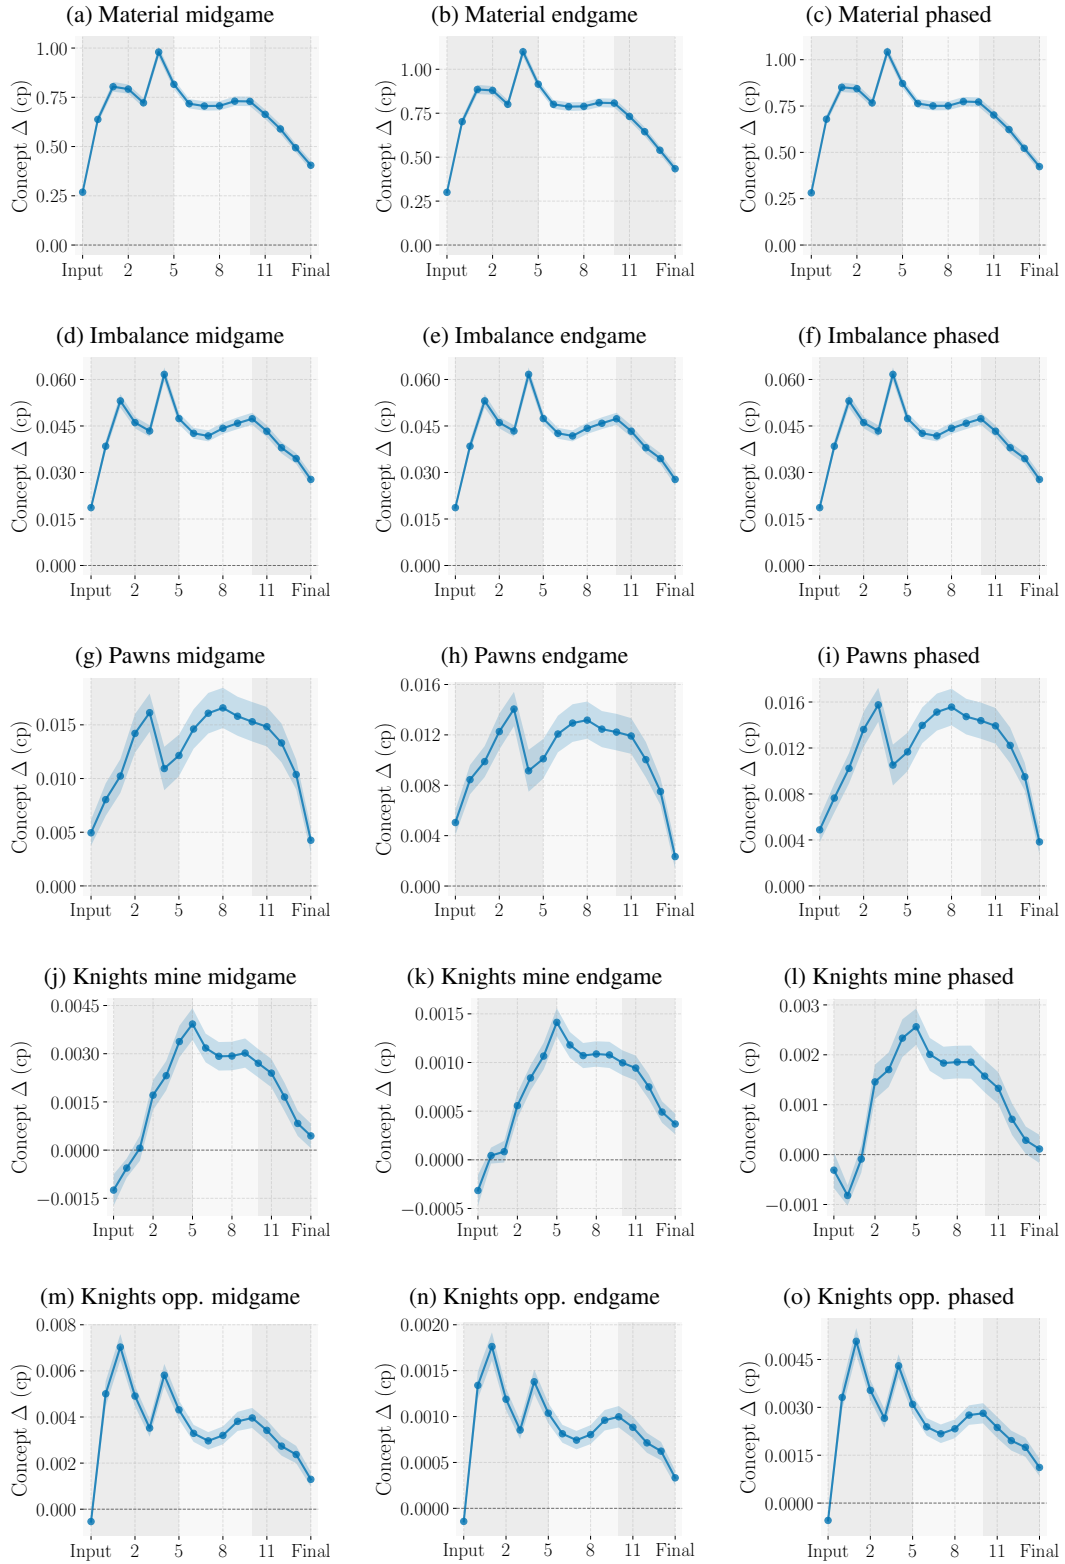 (a) Material midgame
(b) Material endgame
(c) Material phased
Concept Δ (cp)
1.00
0.75
0.50
0.25
0.00
Input 2 5 8 11 Final
Concept Δ (cp)
1.00
0.75
0.50
0.25
0.00
Input 2 5 8 11 Final
Concept Δ (cp)
1.00
0.75
0.50
0.25
0.00
Input 2 5 8 11 Final
(d) Imbalance midgame
(e) Imbalance endgame
(f) Imbalance phased
Concept Δ (cp)
0.060
0.045
0.030
0.015
0.000
Input 2 5 8 11 Final
Concept Δ (cp)
0.060
0.045
0.030
0.015
0.000
Input 2 5 8 11 Final
Concept Δ (cp)
0.060
0.045
0.030
0.015
0.000
Input 2 5 8 11 Final
(g) Pawns midgame
(h) Pawns endgame
(i) Pawns phased
Concept Δ (cp)
0.015
0.010
0.005
0.000
Input 2 5 8 11 Final
Concept Δ (cp)
0.016
0.012
0.008
0.004
0.000
Input 2 5 8 11 Final
Concept Δ (cp)
0.016
0.012
0.008
0.004
0.000
Input 2 5 8 11 Final
(j) Knights mine midgame
(k) Knights mine endgame
(l) Knights mine phased
Concept Δ (cp)
0.0045
0.0030
0.0015
0.0000
−0.0015
Input 2 5 8 11 Final
Concept Δ (cp)
0.0015
0.0010
0.0005
0.0000
−0.0005
Input 2 5 8 11 Final
Concept Δ (cp)
0.003
0.002
0.001
0.000
−0.001
Input 2 5 8 11 Final
(m) Knights opp. midgame
(n) Knights opp. endgame
(o) Knights opp. phased
Concept Δ (cp)
0.008
0.006
0.004
0.002
0.000
Input 2 5 8 11 Final
Concept Δ (cp)
0.0020
0.0015
0.0010
0.0005
0.0000
Input 2 5 8 11 Final
Concept Δ (cp)
0.0045
0.0030
0.0015
0.0000
Input 2 5 8 11 Final